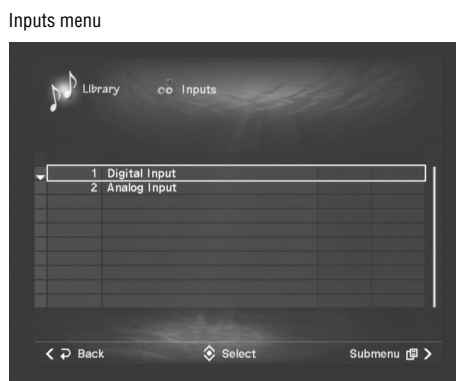 Inputs menu
Library Inputs
1 Digital Input
2 Analog Input
Back Select Submenu